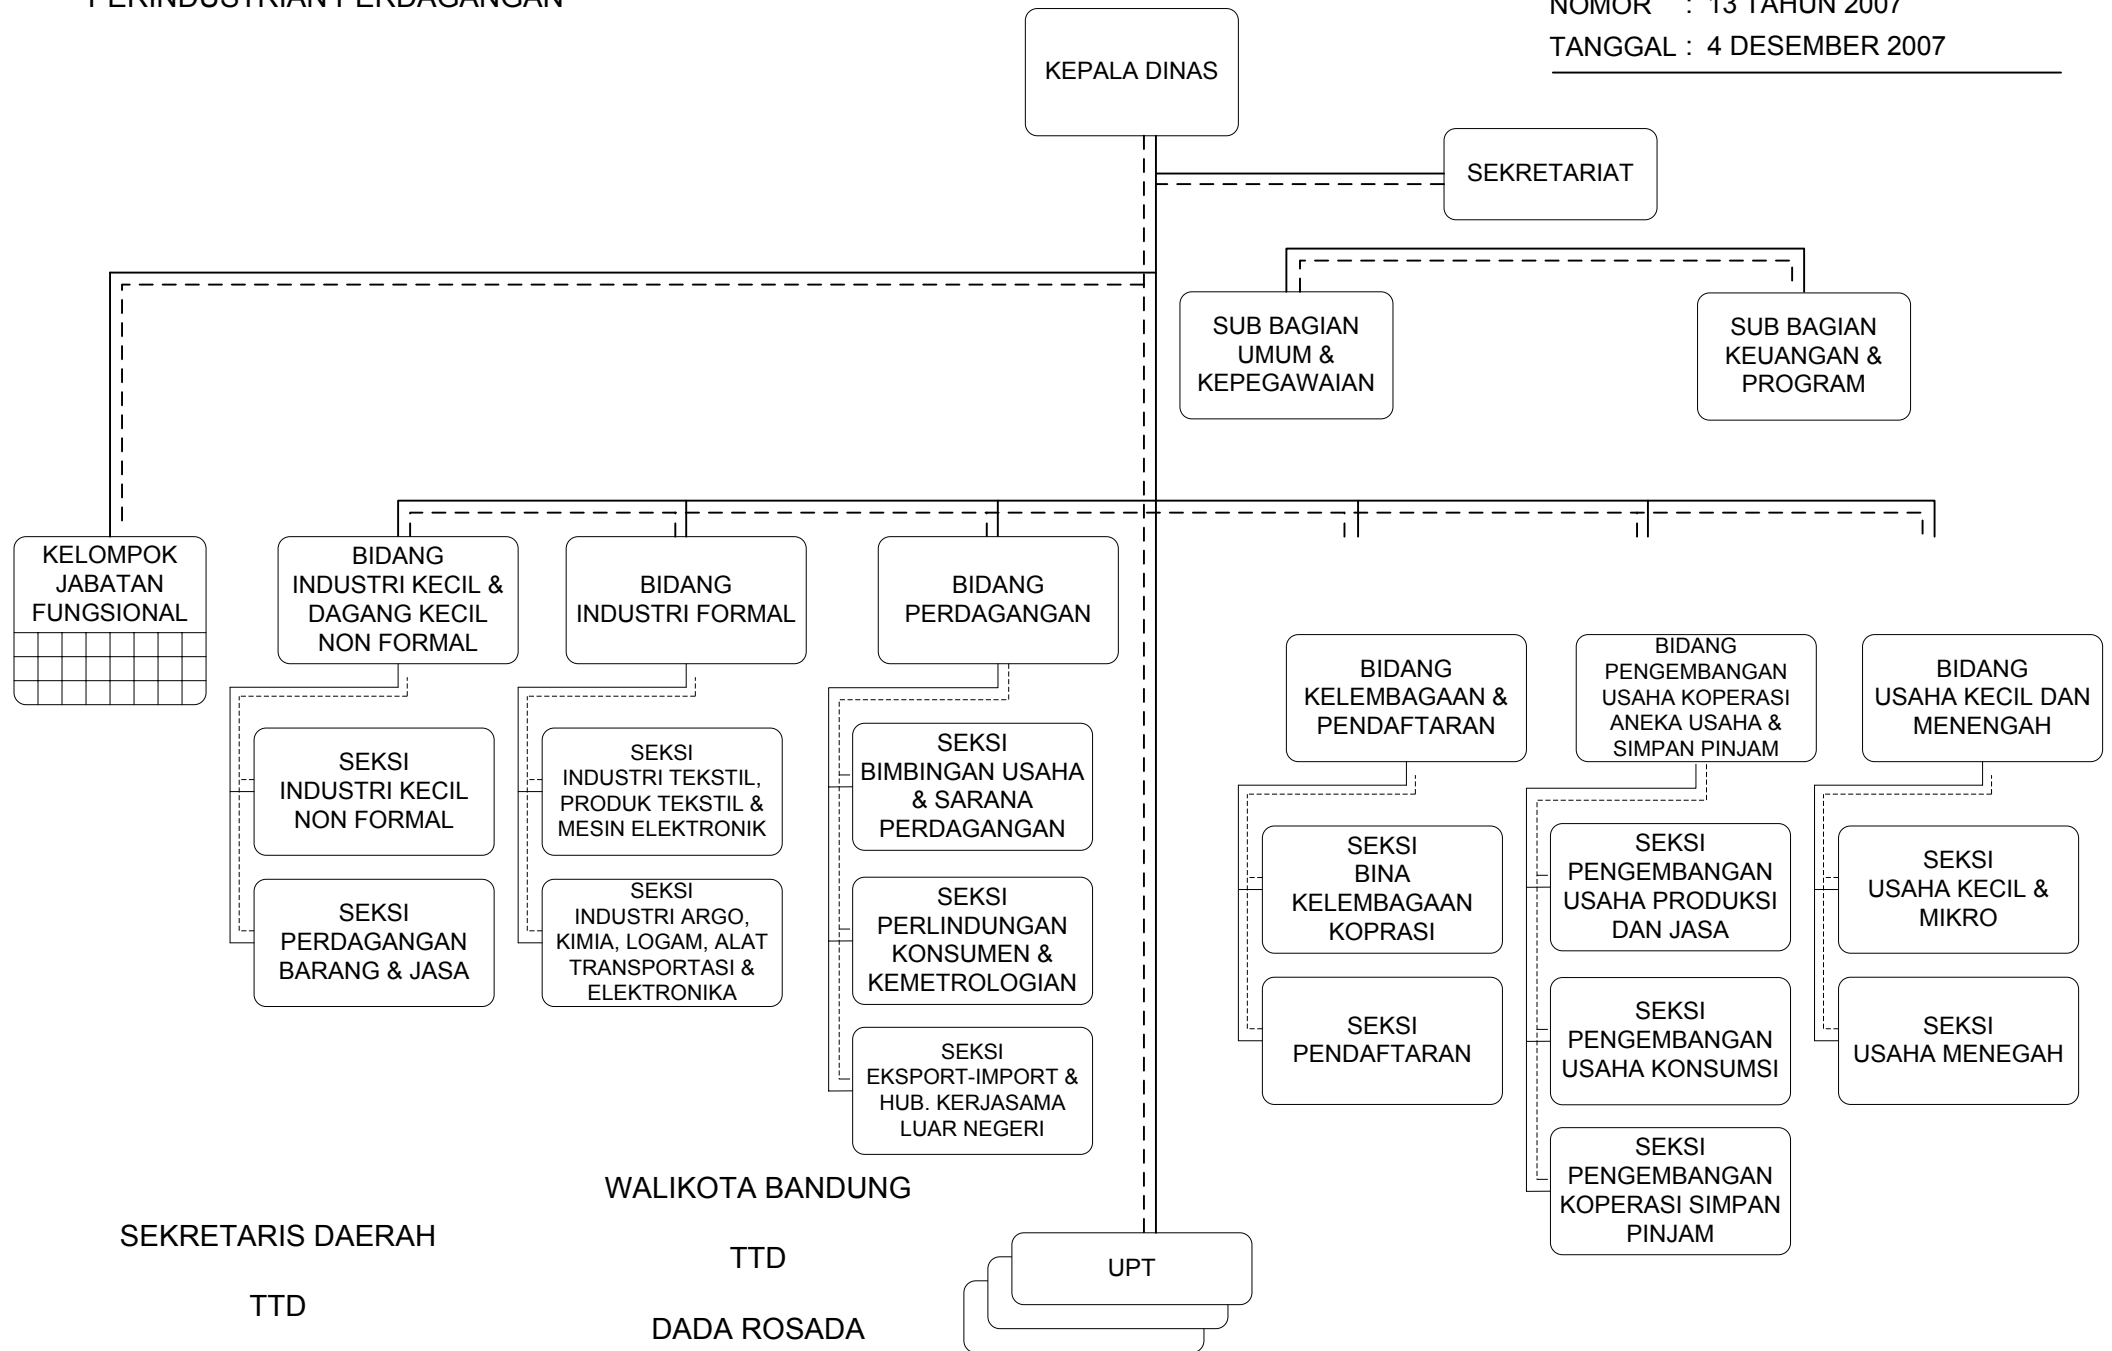 PERINDUSTRIAN PERDAGANGAN
NOMOR : 13 TAHUN 2007
TANGGAL : 4 DESEMBER 2007
KEPALA DINAS
SEKRETARIAT
SUB BAGIAN
UMUM &
KEPEGAWAIAN
SUB BAGIAN
KEUANGAN &
PROGRAM
KELOMPOK
JABATAN
FUNGSIONAL
BIDANG
INDUSTRI KECIL &
DAGANG KECIL
NON FORMAL
BIDANG
INDUSTRI FORMAL
BIDANG
PERDAGANGAN
BIDANG
KELEMBAGAAN &
PENDAFTARAN
BIDANG
PENGEMBANGAN
USAHA KOPERASI
ANEKA USAHA &
SIMPAN PINJAM
BIDANG
USAHA KECIL DAN
MENENGAH
SEKSI
INDUSTRI KECIL
NON FORMAL
SEKSI
INDUSTRI TEKSTIL,
PRODUK TEKSTIL &
MESIN ELEKTRONIK
SEKSI
BIMBINGAN USAHA
& SARANA
PERDAGANGAN
SEKSI
BINA
KELEMBAGAAN
KOPRASI
SEKSI
PENGEMBANGAN
USAHA PRODUKSI
DAN JASA
SEKSI
USAHA KECIL &
MIKRO
SEKSI
PERDAGANGAN
BARANG & JASA
SEKSI
INDUSTRI ARGO,
KIMIA, LOGAM, ALAT
TRANSPORTASI &
ELEKTRONIKA
SEKSI
PERLINDUNGAN
KONSUMEN &
KEMETROLOGIAN
SEKSI
PENDAFTARAN
SEKSI
PENGEMBANGAN
USAHA KONSUMSI
SEKSI
USAHA MENEGAH
SEKSI
EKSPORT-IMPORT &
HUB. KERJASAMA
LUAR NEGERI
SEKSI
PENGEMBANGAN
KOPERASI SIMPAN
PINJAM
WALIKOTA BANDUNG
SEKRETARIS DAERAH
TTD
UPT
TTD
DADA ROSADA